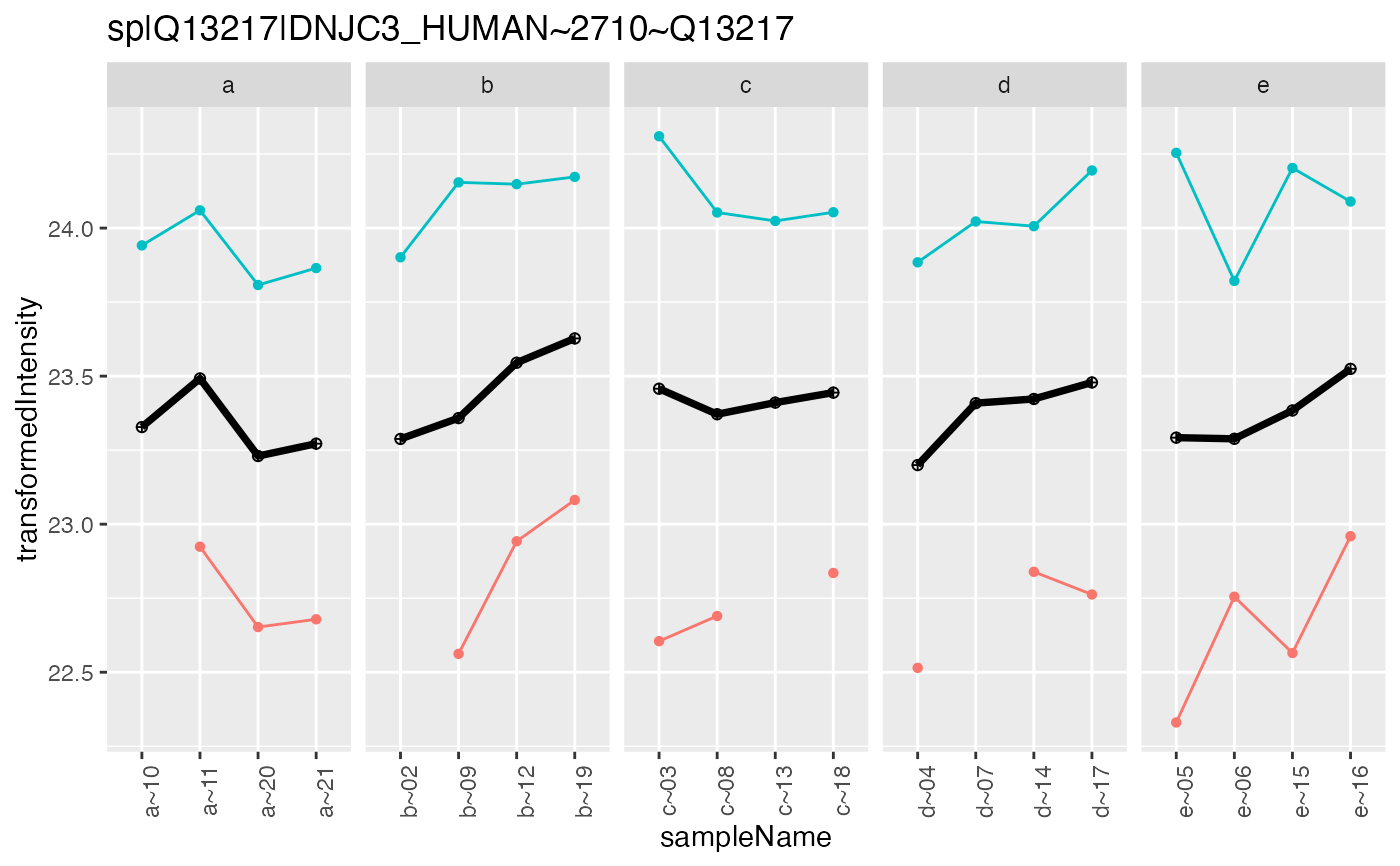 sp|Q13217|DNJC3_HUMAN~2710~Q13217
a b c d e
transformedIntensity
24.0
23.5
23.0
22.5
a~10 a~11 a~20 a~21 b~02 b~09 b~12 b~19 c~03 c~08 c~13 c~18 d~04 d~07 d~14 d~17 e~05 e~06 e~15 e~16
sampleName